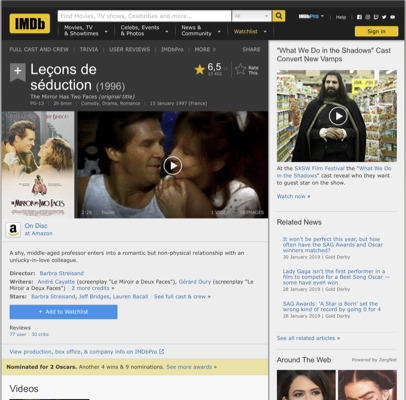 IMDb
Find Movies, TV shows, Celebrities and more...
All
IMDbPro
Help
Movies, TV
& Showtimes
Celebs, Events
& Photos
News &
Community
Watchlist
Sign in
FULL CAST AND CREW | TRIVIA | USER REVIEWS | IMDbPro | MORE
SHARE
Leçons de
séduction (1996)
The Mirror Has Two Faces (original title)
PG-13 | 2h 6min | Comedy, Drama, Romance | 15 January 1997 (France)
6,5
Rate
This
THE MIRROR HAS TWO FACES
2:26 Trailer
On Disc
at Amazon
A shy, middle-aged professor enters into a romantic but non-physical relationship with an
unlucky-in-love colleague.
Director: Barbra Streisand
Writers: André Cayatte (screenplay "Le Miroir a Deux Faces"), Gérard Oury (screenplay "Le
Miroir a Deux Faces") | 2 more credits »
Stars: Barbra Streisand, Jeff Bridges, Lauren Bacall | See full cast & crew »
+ Add to Watchlist
Reviews
77 user | 30 critic
View production, box office, & company info on IMDbPro
Nominated for 2 Oscars. Another 4 wins & 9 nominations. See more awards »
Videos
"What We Do in the Shadows" Cast
Convert New Vamps
At the SXSW Film Festival the "What We Do
in the Shadows" cast reveal who they want
to guest star on the show.
Watch now »
Related News
It won't be perfect this year, but how
often have the SAG Awards and Oscar
winners matched?
30 January 2019 | Gold Derby
Lady Gaga isn't the first performer in a
film to compete for a Best Song Oscar —
some have even won
28 January 2019 | Gold Derby
SAG Awards: 'A Star is Born' set the
wrong kind of record by going 0 for 4
28 January 2019 | Gold Derby
See all related articles »
Around The Web
Powered by ZergNet